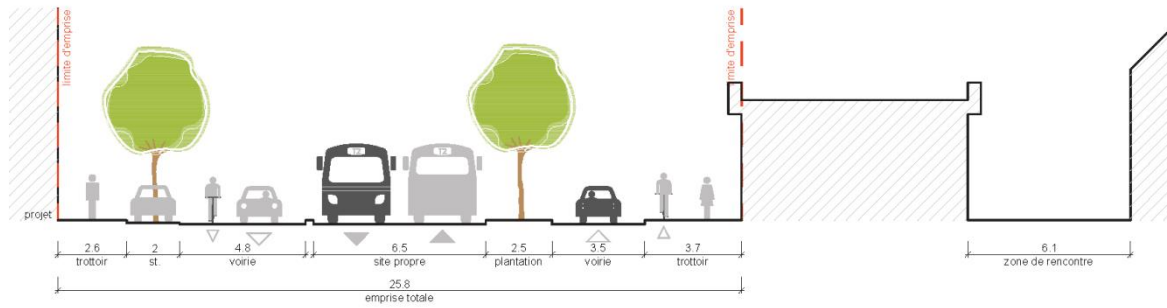 limite d'emprise
mite d'emprise
T2
T2
projet
2.6
2
4.8
6.5
2.5
3.5
3.7
6.1
trottoir
st.
voirie
site propre
plantation
voirie
trottoir
zone de rencontre
25.8
emprise totale